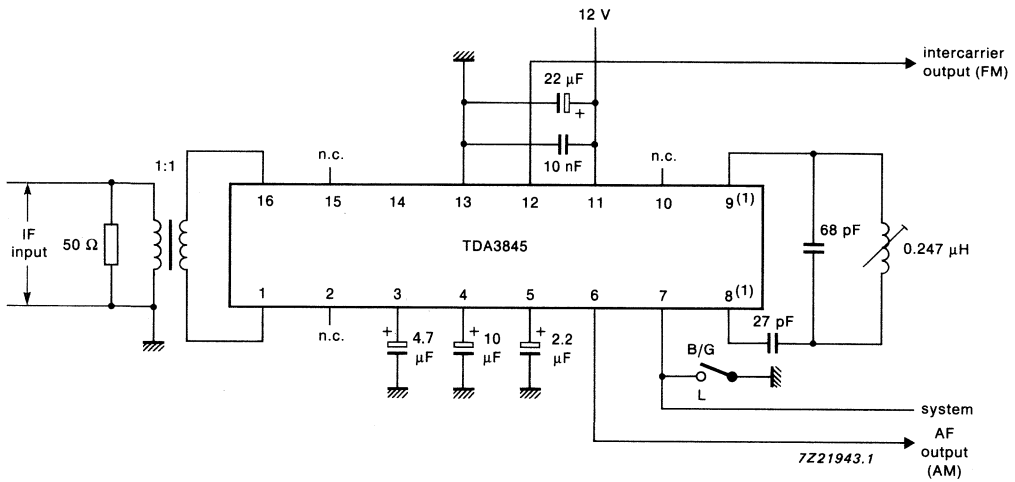 12 V
intercarrier
output (FM)
22 µF
+
10 nF
1:1
n.c.
n.c.
16
15
14
13
12
11
10
9 (1)
IF
input
50 Ω
TDA3845
68 pF
0.247 µH
1
2
3
4
5
6
7
8 (1)
n.c.
+
4.7
µF
+
10
µF
+
2.2
µF
27 pF
B/G
L
system
AF
output
(AM)
7Z21943.1